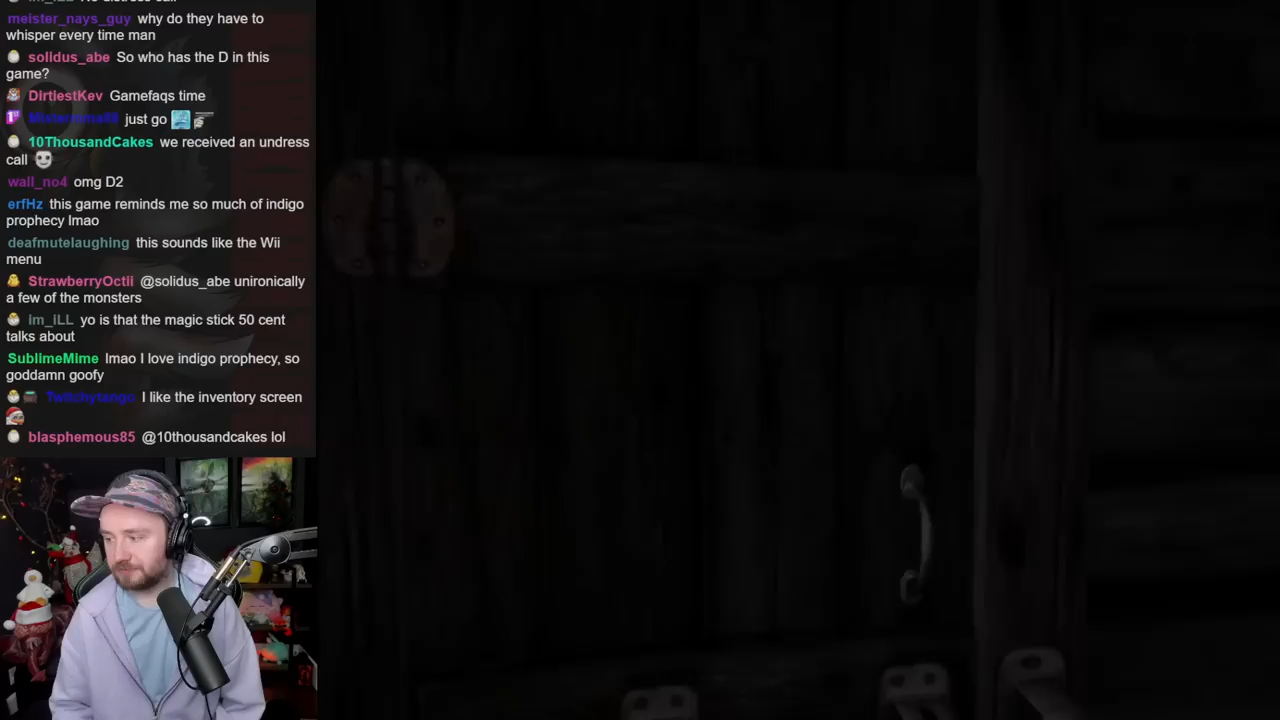 meister_nays_guy why do they have to
whisper every time man
solidus_abe So who has the D in this
game?
DirtiestKev Gamefaqs time
just go
10ThousandCakes we received an undress
call
wall_no4 omg D2
erfHz this game reminds me so much of indigo
prophecy lmao
deafmutelaughing this sounds like the Wii
menu
StrawberryOctii @solidus_abe unironically
a few of the monsters
im_iLL yo is that the magic stick 50 cent
talks about
SublimeMime lmao I love indigo prophecy, so
goddamn goofy
Twitchytango I like the inventory screen
blasphemous85 @10thousandcakes lol